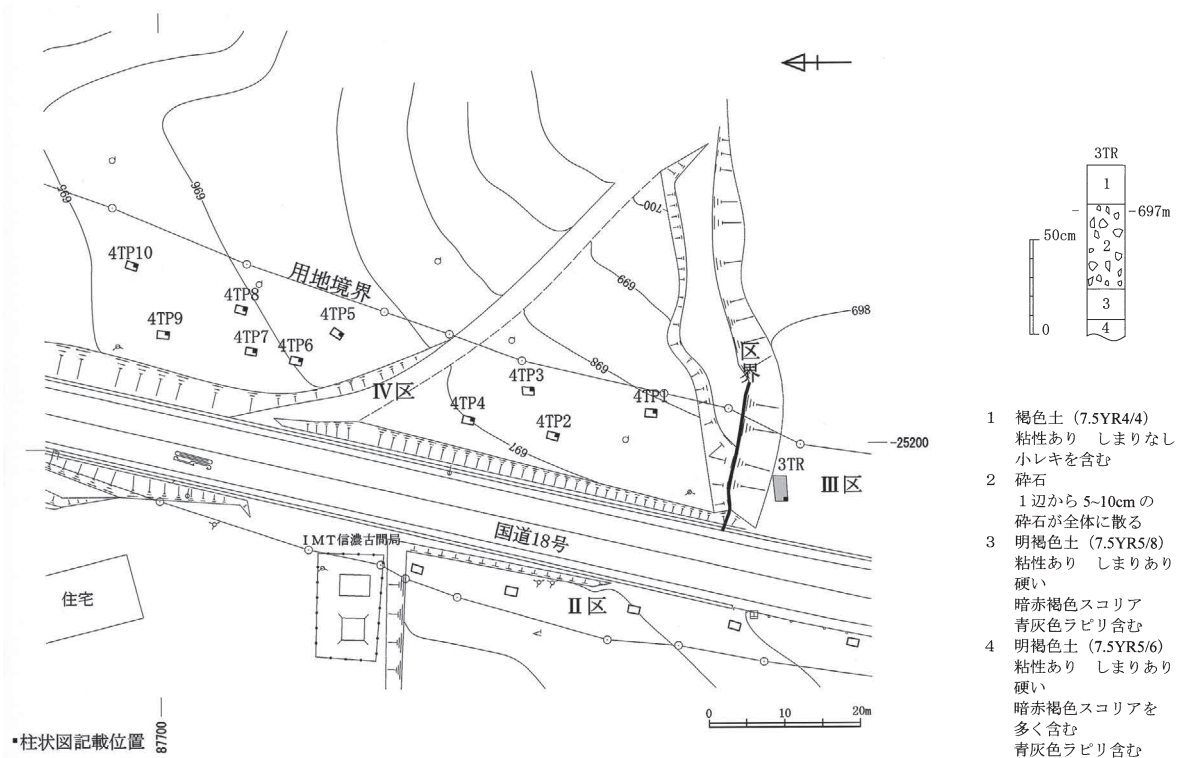 695
696
4TP10
4TP9
4TP8
4TP7
4TP6
4TP5
用地境界
Ⅳ区
4TP4
4TP3
4TP2
4TP1
697
698
699
700
698
区界
3TR
Ⅲ区
-25200
国道18号
IMT信濃古間局
Ⅱ区
住宅
87700
▪柱状図記載位置
0 10 20m
3TR
1
-697m
2
3
4
50cm
0
1 褐色土（7.5YR4/4）
粘性あり　しまりなし
小レキを含む
2 砕石
１辺から 5~10cm の
砕石が全体に散る
3 明褐色土（7.5YR5/8）
粘性あり　しまりあり
硬い
暗赤褐色スコリア
青灰色ラピリ含む
4 明褐色土（7.5YR5/6）
粘性あり　しまりあり
硬い
暗赤褐色スコリアを
多く含む
青灰色ラピリ含む